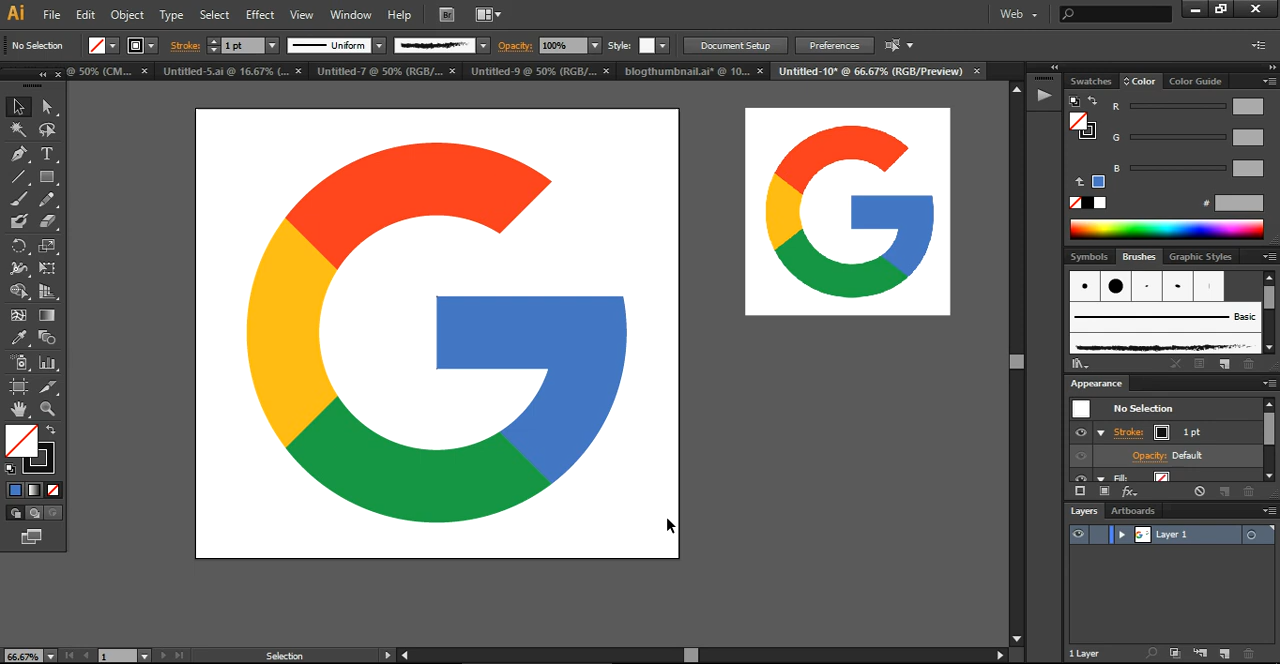 Ai File Edit Object Type Select Effect View Window Help Br Web
No Selection Stroke: 1 pt Uniform Opacity: 100% Style: Document Setup Preferences
@ 50% (CM... × Untitled-5.ai @ 16.67% (... × Untitled-7 @ 50% (RGB/... × Untitled-9 @ 50% (RGB/... × blogthumbnail.ai* @ 10... × Untitled-10* @ 66.67% (RGB/Preview) ×
Swatches Color Color Guide
R
G
B
#
Symbols Brushes Graphic Styles
Basic
Appearance
No Selection
Stroke: 1 pt
Opacity: Default
Fill:
fx
Layers Artboards
Layer 1
1 Layer
66.67% 1 Selection